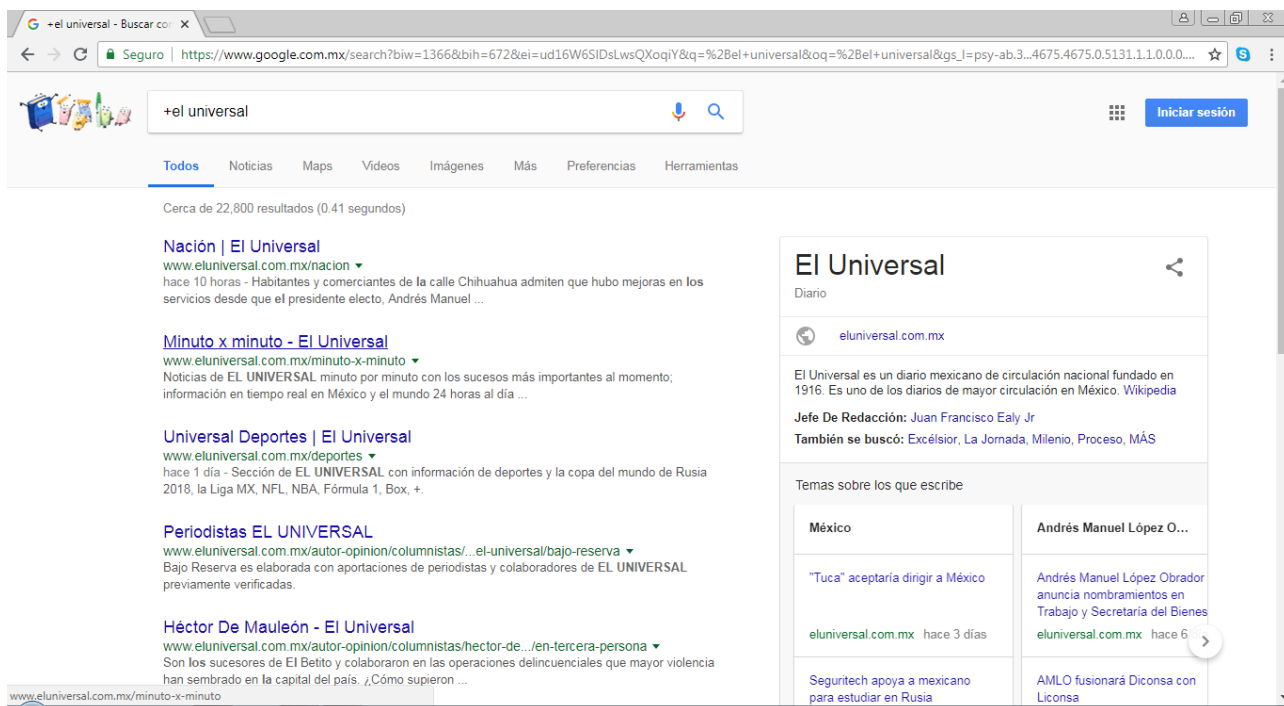 +el universal - Buscar con
Seguro | https://www.google.com.mx/search?biw=1366&bih=672&ei=ud16W6SIDsLwsQXoqiY&q=%2Bel+universal&oq=%2Bel+universal&gs_l=psy-ab.3...4675.4675.0.5131.1.1.0.0.0....
+el universal
Iniciar sesión
Todos Noticias Maps Videos Imágenes Más Preferencias Herramientas
Cerca de 22,800 resultados (0.41 segundos)
Nación | El Universal
www.eluniversal.com.mx/nacion
hace 10 horas - Habitantes y comerciantes de la calle Chihuahua admiten que hubo mejoras en los
servicios desde que el presidente electo, Andrés Manuel ...
Minuto x minuto - El Universal
www.eluniversal.com.mx/minuto-x-minuto
Noticias de EL UNIVERSAL minuto por minuto con los sucesos más importantes al momento;
información en tiempo real en México y el mundo 24 horas al día ...
Universal Deportes | El Universal
www.eluniversal.com.mx/deportes
hace 1 día - Sección de EL UNIVERSAL con información de deportes y la copa del mundo de Rusia
2018, la Liga MX, NFL, NBA, Fórmula 1, Box, +.
Periodistas EL UNIVERSAL
www.eluniversal.com.mx/autor-opinion/columnistas/...el-universal/bajo-reserva
Bajo Reserva es elaborada con aportaciones de periodistas y colaboradores de EL UNIVERSAL
previamente verificadas.
Héctor De Mauleón - El Universal
www.eluniversal.com.mx/autor-opinion/columnistas/hector-de.../en-tercera-persona
Son los sucesores de El Betito y colaboraron en las operaciones delincuenciales que mayor violencia
han sembrado en la capital del país. ¿Cómo supieron ...
www.eluniversal.com.mx/minuto-x-minuto
El Universal
Diario
eluniversal.com.mx
El Universal es un diario mexicano de circulación nacional fundado en
1916. Es uno de los diarios de mayor circulación en México. Wikipedia
Jefe De Redacción: Juan Francisco Ealy Jr
También se buscó: Excélsior, La Jornada, Milenio, Proceso, MÁS
Temas sobre los que escribe
México
"Tuca" aceptaría dirigir a México
eluniversal.com.mx hace 3 días
Seguritech apoya a mexicano
para estudiar en Rusia
Andrés Manuel López O...
Andrés Manuel López Obrador
anuncia nombramientos en
Trabajo y Secretaría del Bienes
eluniversal.com.mx hace 6
AMLO fusionará Diconsa con
Liconsa